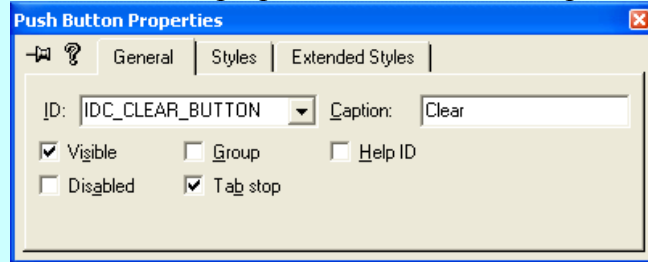 Push Button Properties
General Styles Extended Styles
ID: IDC_CLEAR_BUTTON Caption: Clear
Visible Group Help ID
Disabled Tab stop